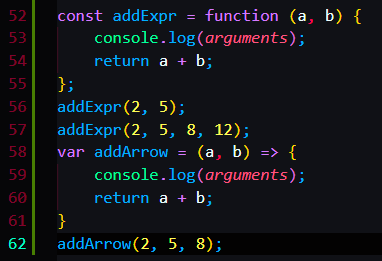 52 const addExpr = function (a, b) {
53     console.log(arguments);
54     return a + b;
55 };
56 addExpr(2, 5);
57 addExpr(2, 5, 8, 12);
58 var addArrow = (a, b) => {
59     console.log(arguments);
60     return a + b;
61 }
62 addArrow(2, 5, 8);